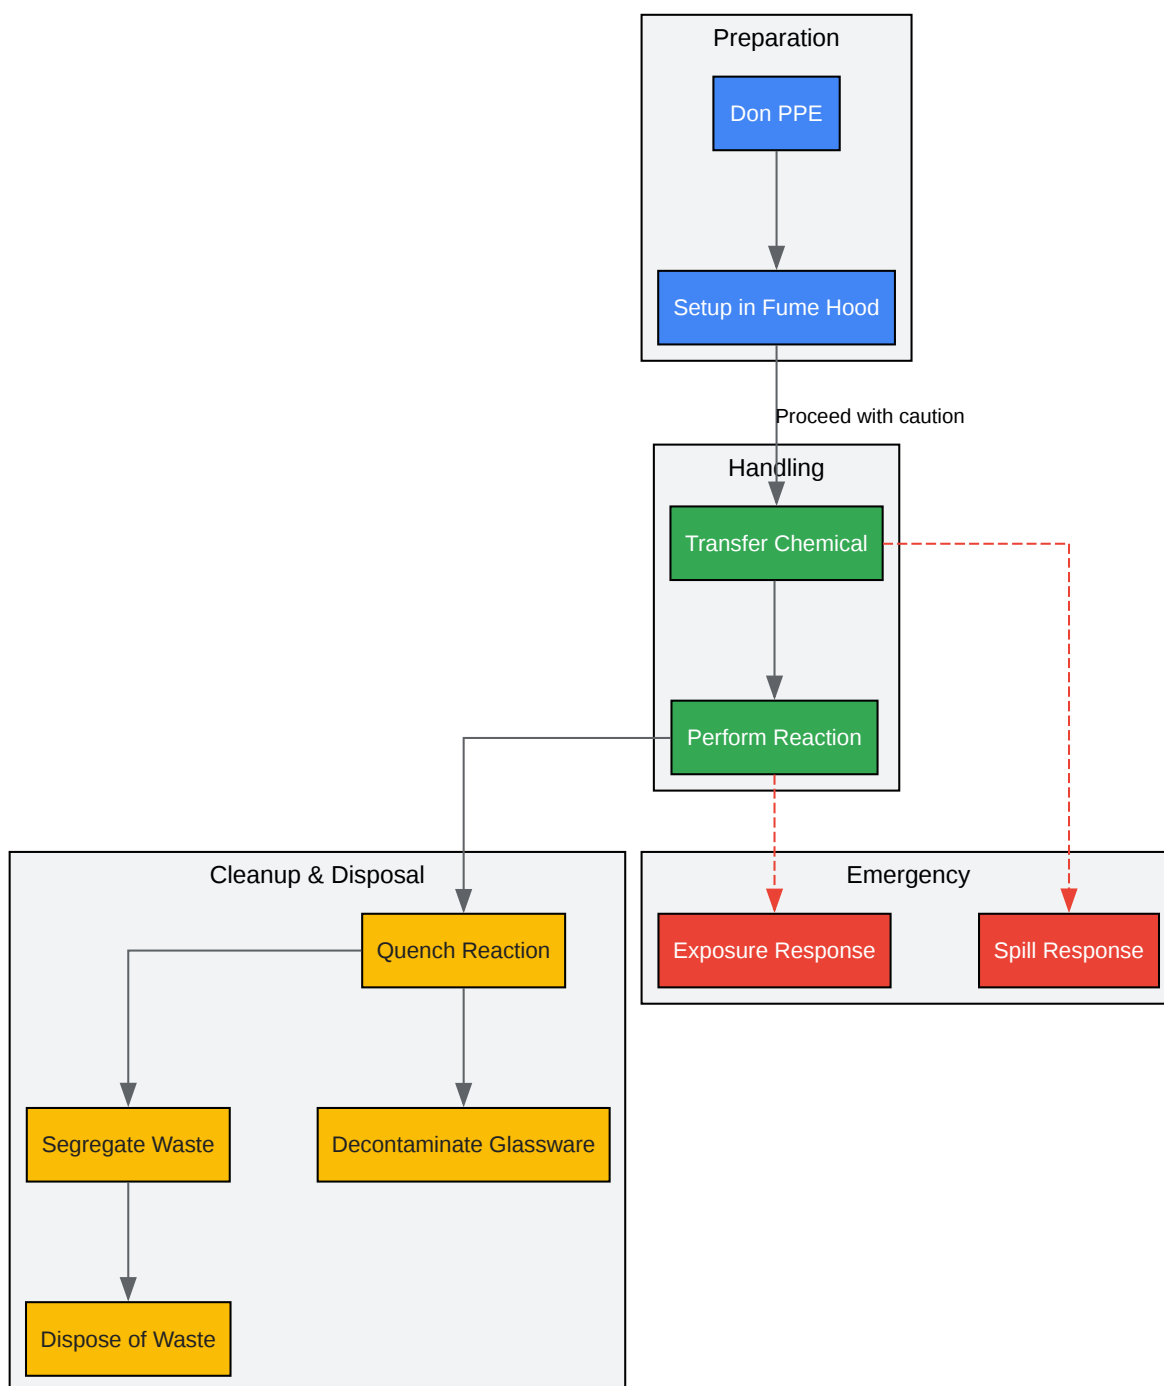 Preparation
Don PPE
Setup in Fume Hood
Proceed with caution
Handling
Transfer Chemical
Perform Reaction
Cleanup & Disposal
Quench Reaction
Segregate Waste
Decontaminate Glassware
Dispose of Waste
Emergency
Exposure Response
Spill Response